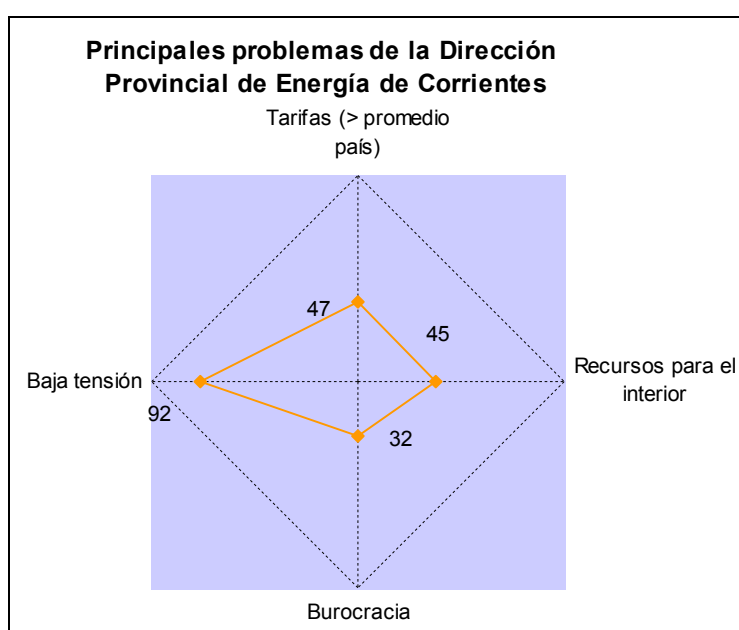 Principales problemas de la Dirección
Provincial de Energía de Corrientes
Tarifas (> promedio
país)
47
45
Baja tensión
Recursos para el
interior
92
32
Burocracia